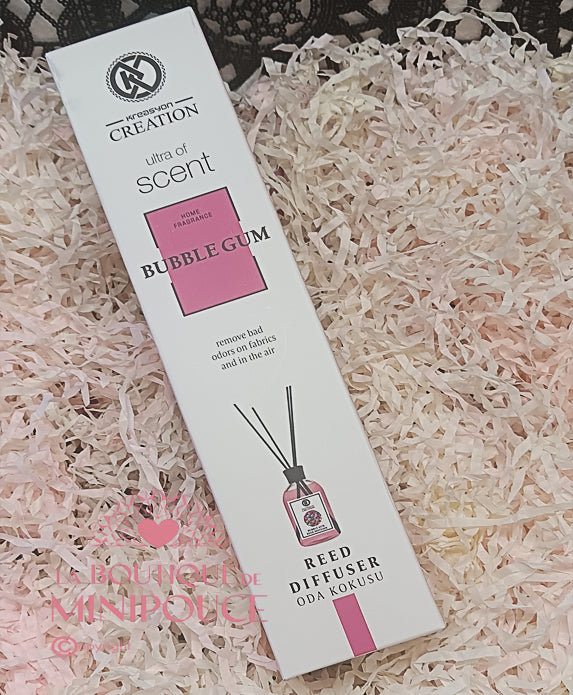 Kreasyon
CREATION
ultra of
scent
HOME
FRAGRANCE
BUBBLE GUM
remove bad
odors on fabrics
and in the air
REED
DIFFUSER
ODA KOKUSU
LA BOUTIQUE DE
MINIPOUCE